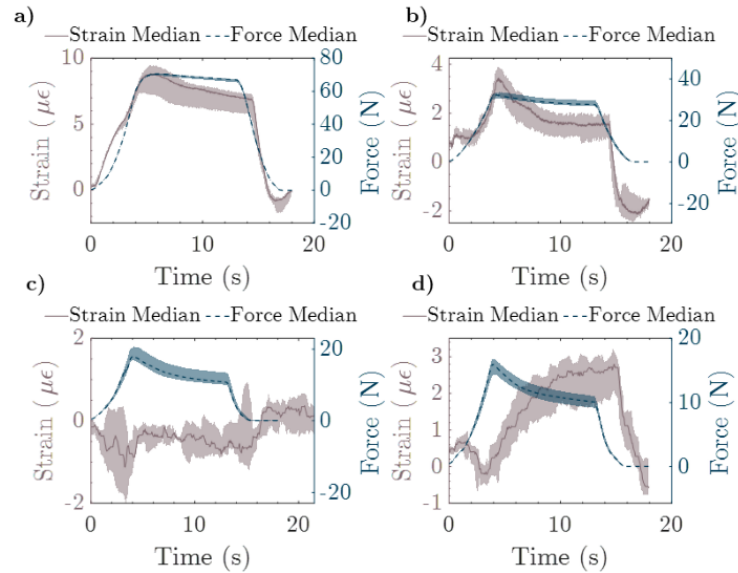 a)
Strain Median Force Median
Strain ( με)
10
5
0
80
60
40
20
0
-20
Force (N)
0 10 20
Time (s)
b)
Strain Median Force Median
Strain ( με)
4
2
0
-2
40
20
0
-20
Force (N)
0 10 20
Time (s)
c)
Strain Median Force Median
Strain ( με)
2
0
-2
20
0
-20
Force (N)
0 10 20
Time (s)
d)
Strain Median Force Median
Strain ( με)
3
2
1
0
-1
20
10
0
Force (N)
0 10 20
Time (s)